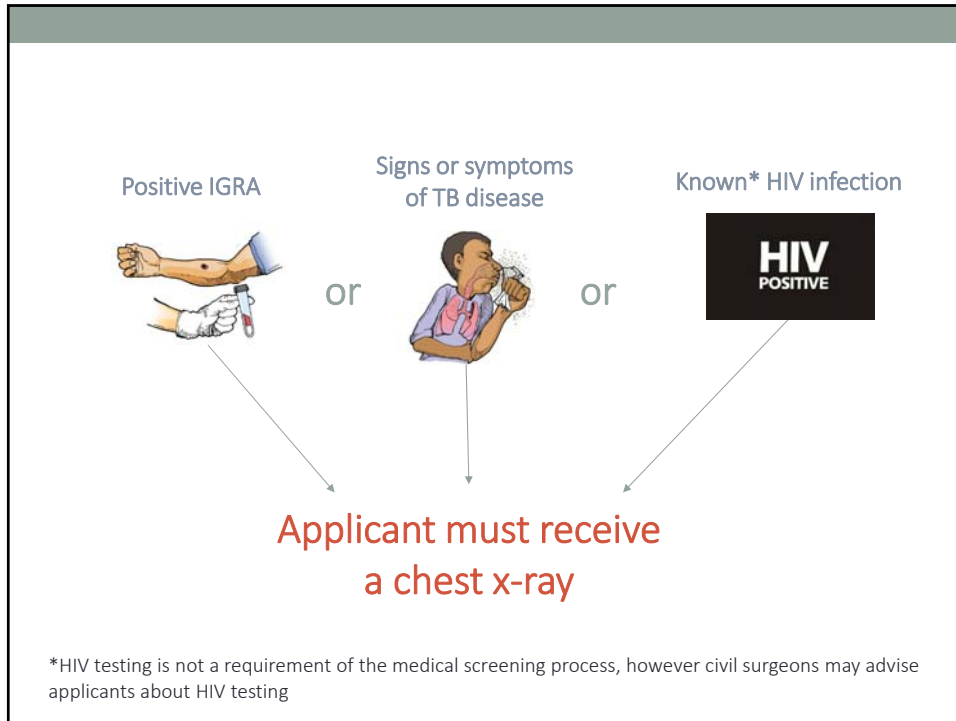 Positive IGRA
Signs or symptoms
of TB disease
Known* HIV infection
or
or
HIV
POSITIVE
Applicant must receive
a chest x-ray
*HIV testing is not a requirement of the medical screening process, however civil surgeons may advise
applicants about HIV testing